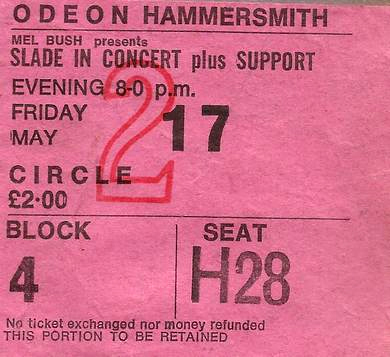 ODEON HAMMERSMITH
MEL BUSH presents
SLADE IN CONCERT plus SUPPORT
EVENING 8-0 p.m.
FRIDAY
MAY 17
2
CIRCLE
£2·00
BLOCK
4
SEAT
H28
No ticket exchanged nor money refunded
THIS PORTION TO BE RETAINED